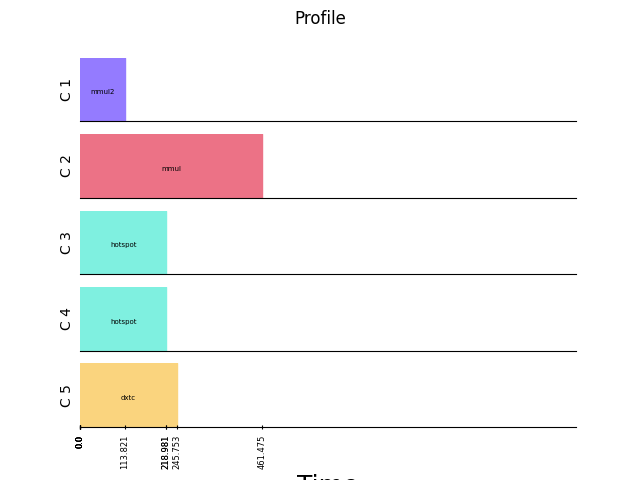 Profile
C 1
mmul2
C 2
mmul
C 3
hotspot
C 4
hotspot
C 5
dxtc
0.0
113.821
218.981
245.753
461.475
Time